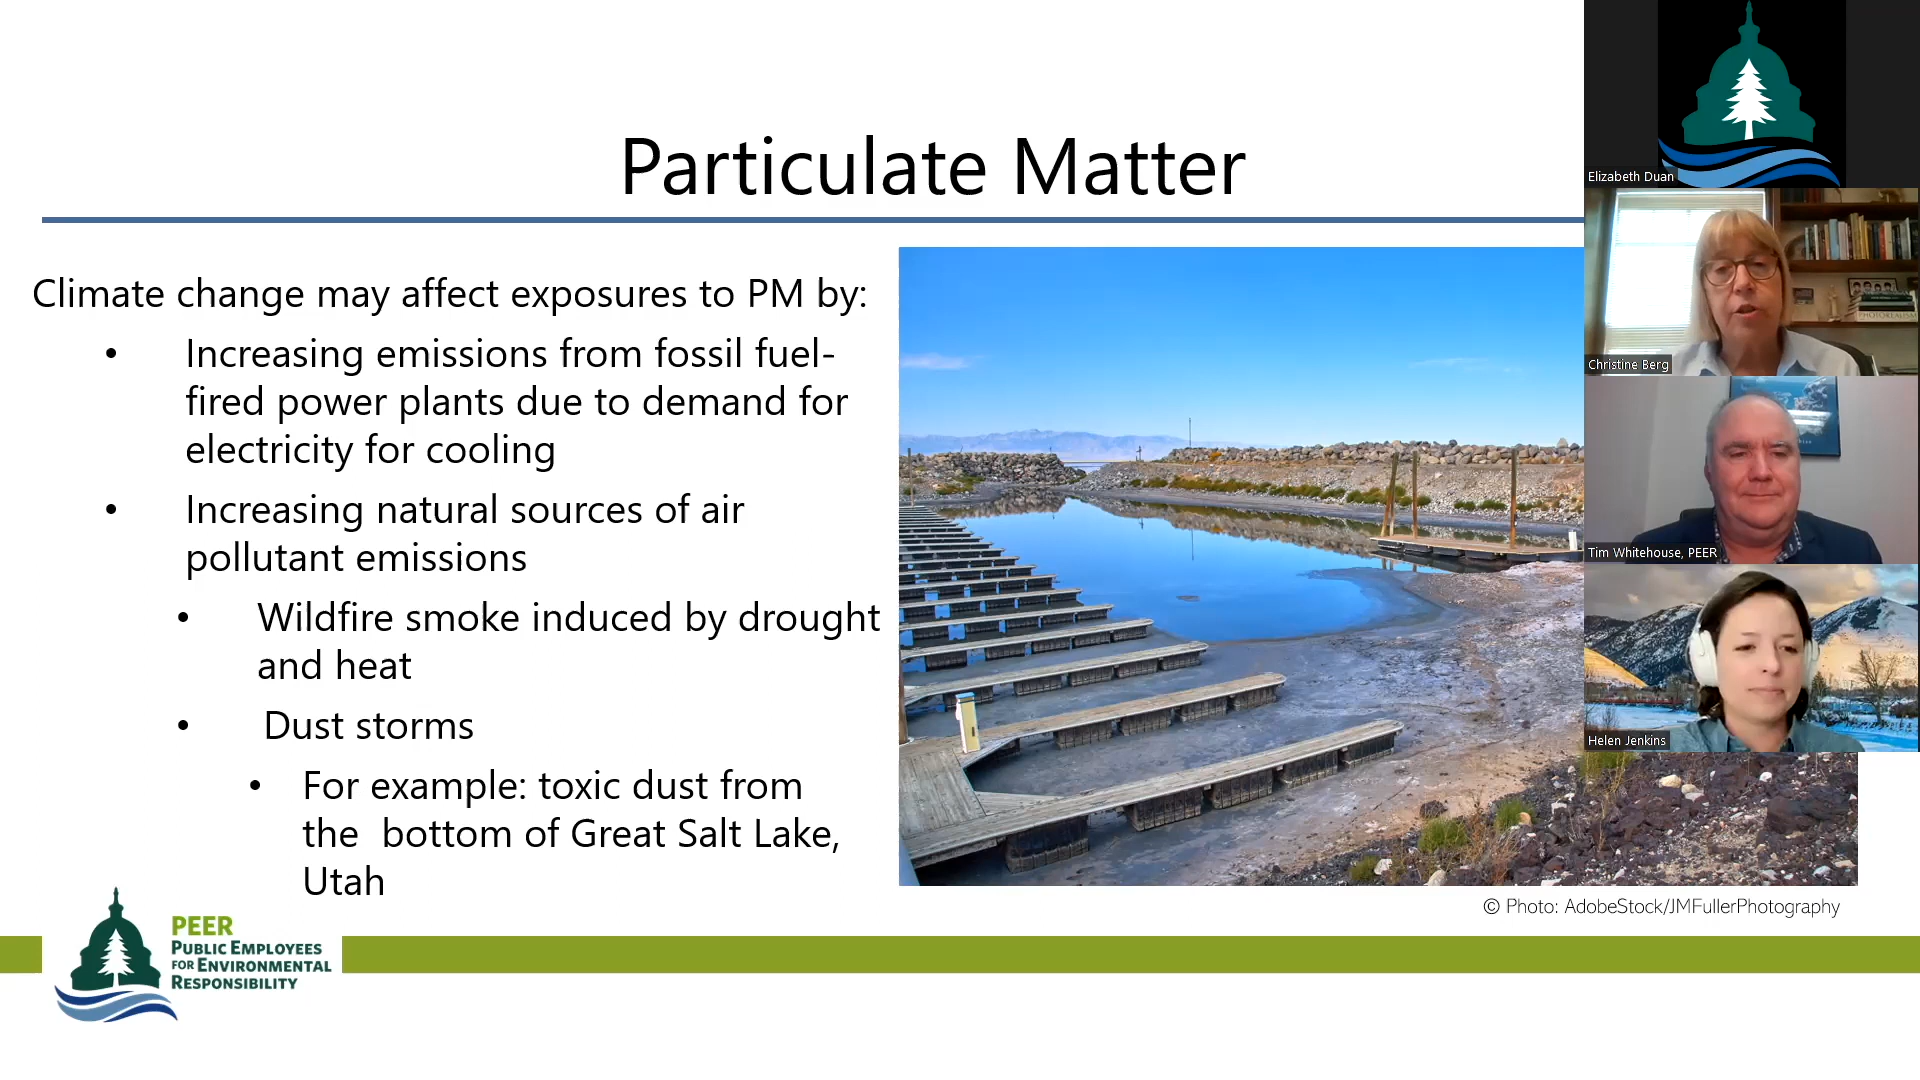 Particulate Matter
Climate change may affect exposures to PM by:
• Increasing emissions from fossil fuel-
fired power plants due to demand for
electricity for cooling
• Increasing natural sources of air
pollutant emissions
• Wildfire smoke induced by drought
and heat
• Dust storms
• For example: toxic dust from
the bottom of Great Salt Lake,
Utah
© Photo: AdobeStock/JMFullerPhotography
PEER
PUBLIC EMPLOYEES
FOR ENVIRONMENTAL
RESPONSIBILITY
Elizabeth Duan
PHOTOREALISM
Christine Berg
Tim Whitehouse, PEER
Helen Jenkins